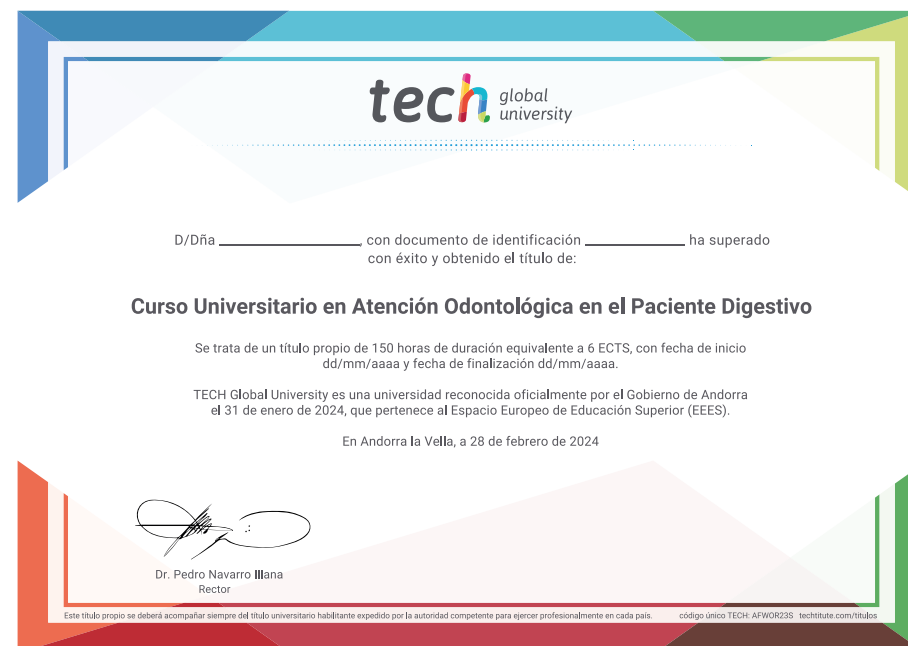 tech global university
D/Dña ______________________, con documento de identificación ________________ ha superado
con éxito y obtenido el título de:
Curso Universitario en Atención Odontológica en el Paciente Digestivo
Se trata de un título propio de 150 horas de duración equivalente a 6 ECTS, con fecha de inicio
dd/mm/aaaa y fecha de finalización dd/mm/aaaa.
TECH Global University es una universidad reconocida oficialmente por el Gobierno de Andorra
el 31 de enero de 2024, que pertenece al Espacio Europeo de Educación Superior (EEES).
En Andorra la Vella, a 28 de febrero de 2024
Dr. Pedro Navarro Illana
Rector
Este título propio se deberá acompañar siempre del título universitario habilitante expedido por la autoridad competente para ejercer profesionalmente en cada país. código único TECH: AFWOR23S techtitute.com/titulos